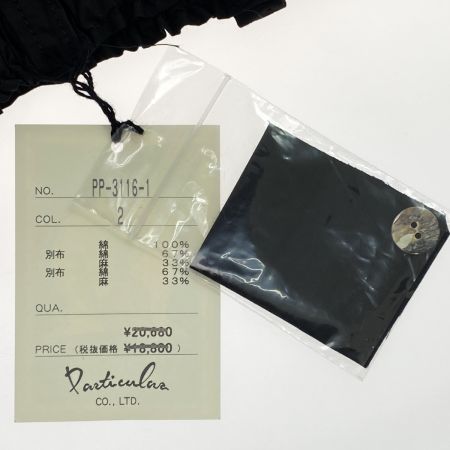 NO. PP-3116-1
COL. 2
綿 100%
別布 綿 67%
麻 33%
別布 綿 67%
麻 33%
QUA.
¥20,680
PRICE (税抜価格 ¥18,800)
Particular
CO., LTD.